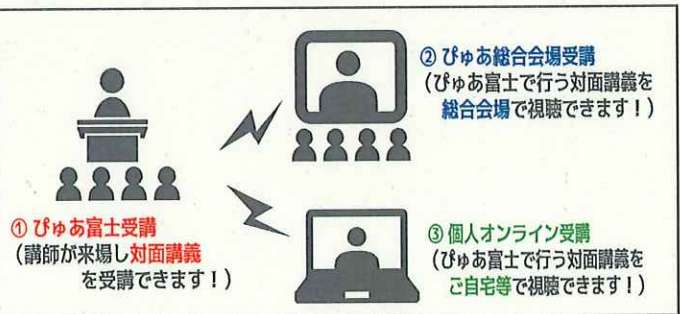 ① ぴゅあ富士受講
(講師が来場し対面講義
を受講できます！)
② ぴゅあ総合会場受講
(ぴゅあ富士で行う対面講義を
総合会場で視聴できます！)
③ 個人オンライン受講
(ぴゅあ富士で行う対面講義を
ご自宅等で視聴できます！)